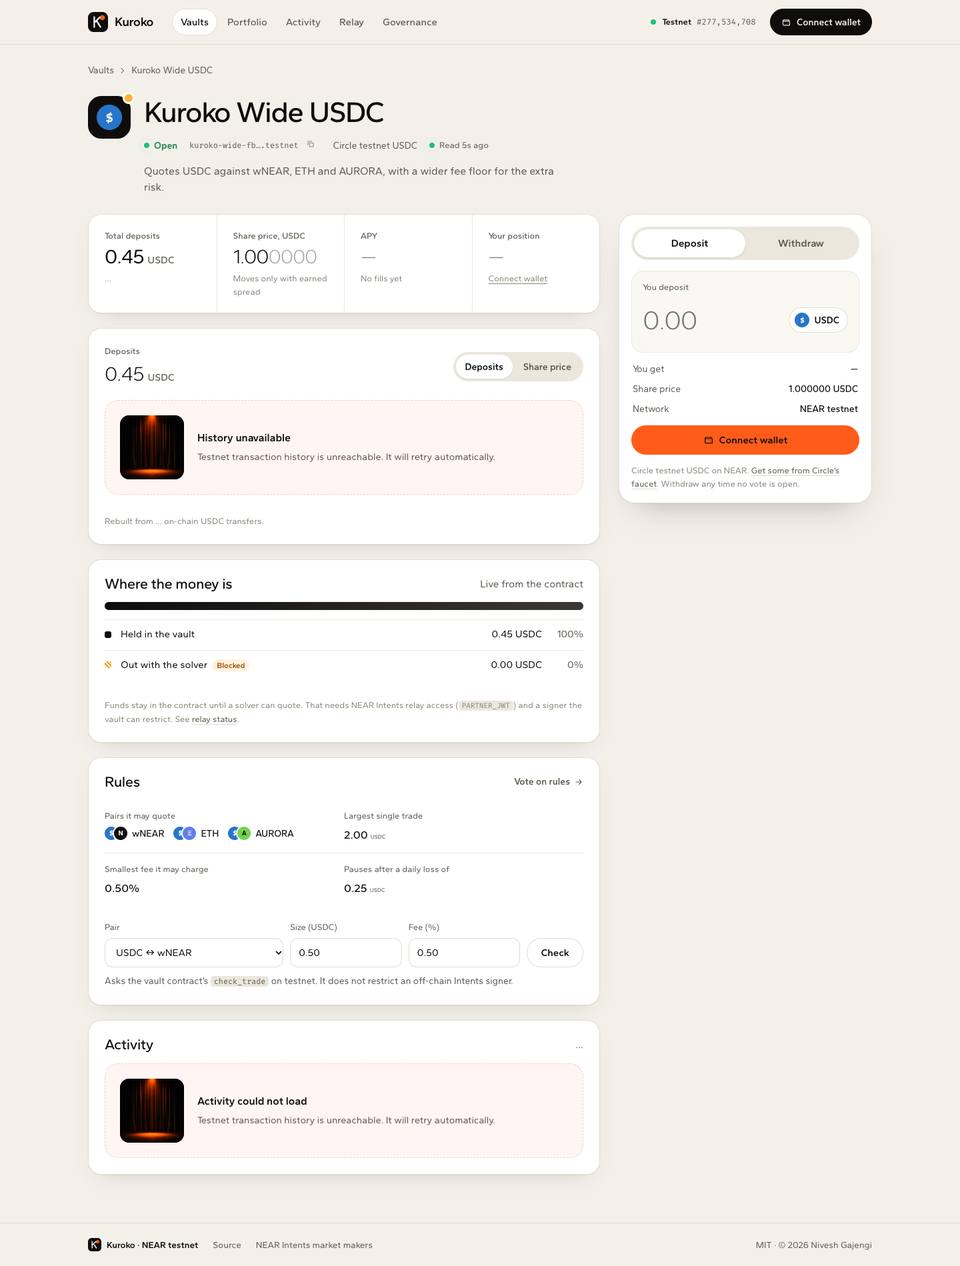 Kuroko
Vaults
Portfolio
Activity
Relay
Governance
Testnet #277,534,708
Connect wallet
Vaults > Kuroko Wide USDC
$
Kuroko Wide USDC
Open
kuroko-wide-fb….testnet
Circle testnet USDC
Read 5s ago
Quotes USDC against wNEAR, ETH and AURORA, with a wider fee floor for the extra
risk.
Total deposits
0.45 USDC
...
Share price, USDC
1.000000
Moves only with earned
spread
APY
—
No fills yet
Your position
—
Connect wallet
Deposit
Withdraw
You deposit
0.00
$ USDC
You get —
Share price 1.000000 USDC
Network NEAR testnet
Connect wallet
Circle testnet USDC on NEAR. Get some from Circle's
faucet. Withdraw any time no vote is open.
Deposits
0.45 USDC
Deposits
Share price
History unavailable
Testnet transaction history is unreachable. It will retry automatically.
Rebuilt from ... on-chain USDC transfers.
Where the money is
Live from the contract
Held in the vault 0.45 USDC 100%
Out with the solver Blocked 0.00 USDC 0%
Funds stay in the contract until a solver can quote. That needs NEAR Intents relay access (PARTNER_JWT) and a signer the
vault can restrict. See relay status.
Rules
Vote on rules →
Pairs it may quote
$ N wNEAR $ Ξ ETH $ A AURORA
Largest single trade
2.00 USDC
Smallest fee it may charge
0.50%
Pauses after a daily loss of
0.25 USDC
Pair
USDC ↔ wNEAR
Size (USDC)
0.50
Fee (%)
0.50
Check
Asks the vault contract's check_trade on testnet. It does not restrict an off-chain Intents signer.
Activity
...
Activity could not load
Testnet transaction history is unreachable. It will retry automatically.
Kuroko · NEAR testnet
Source
NEAR Intents market makers
MIT · © 2026 Nivesh Gajengi